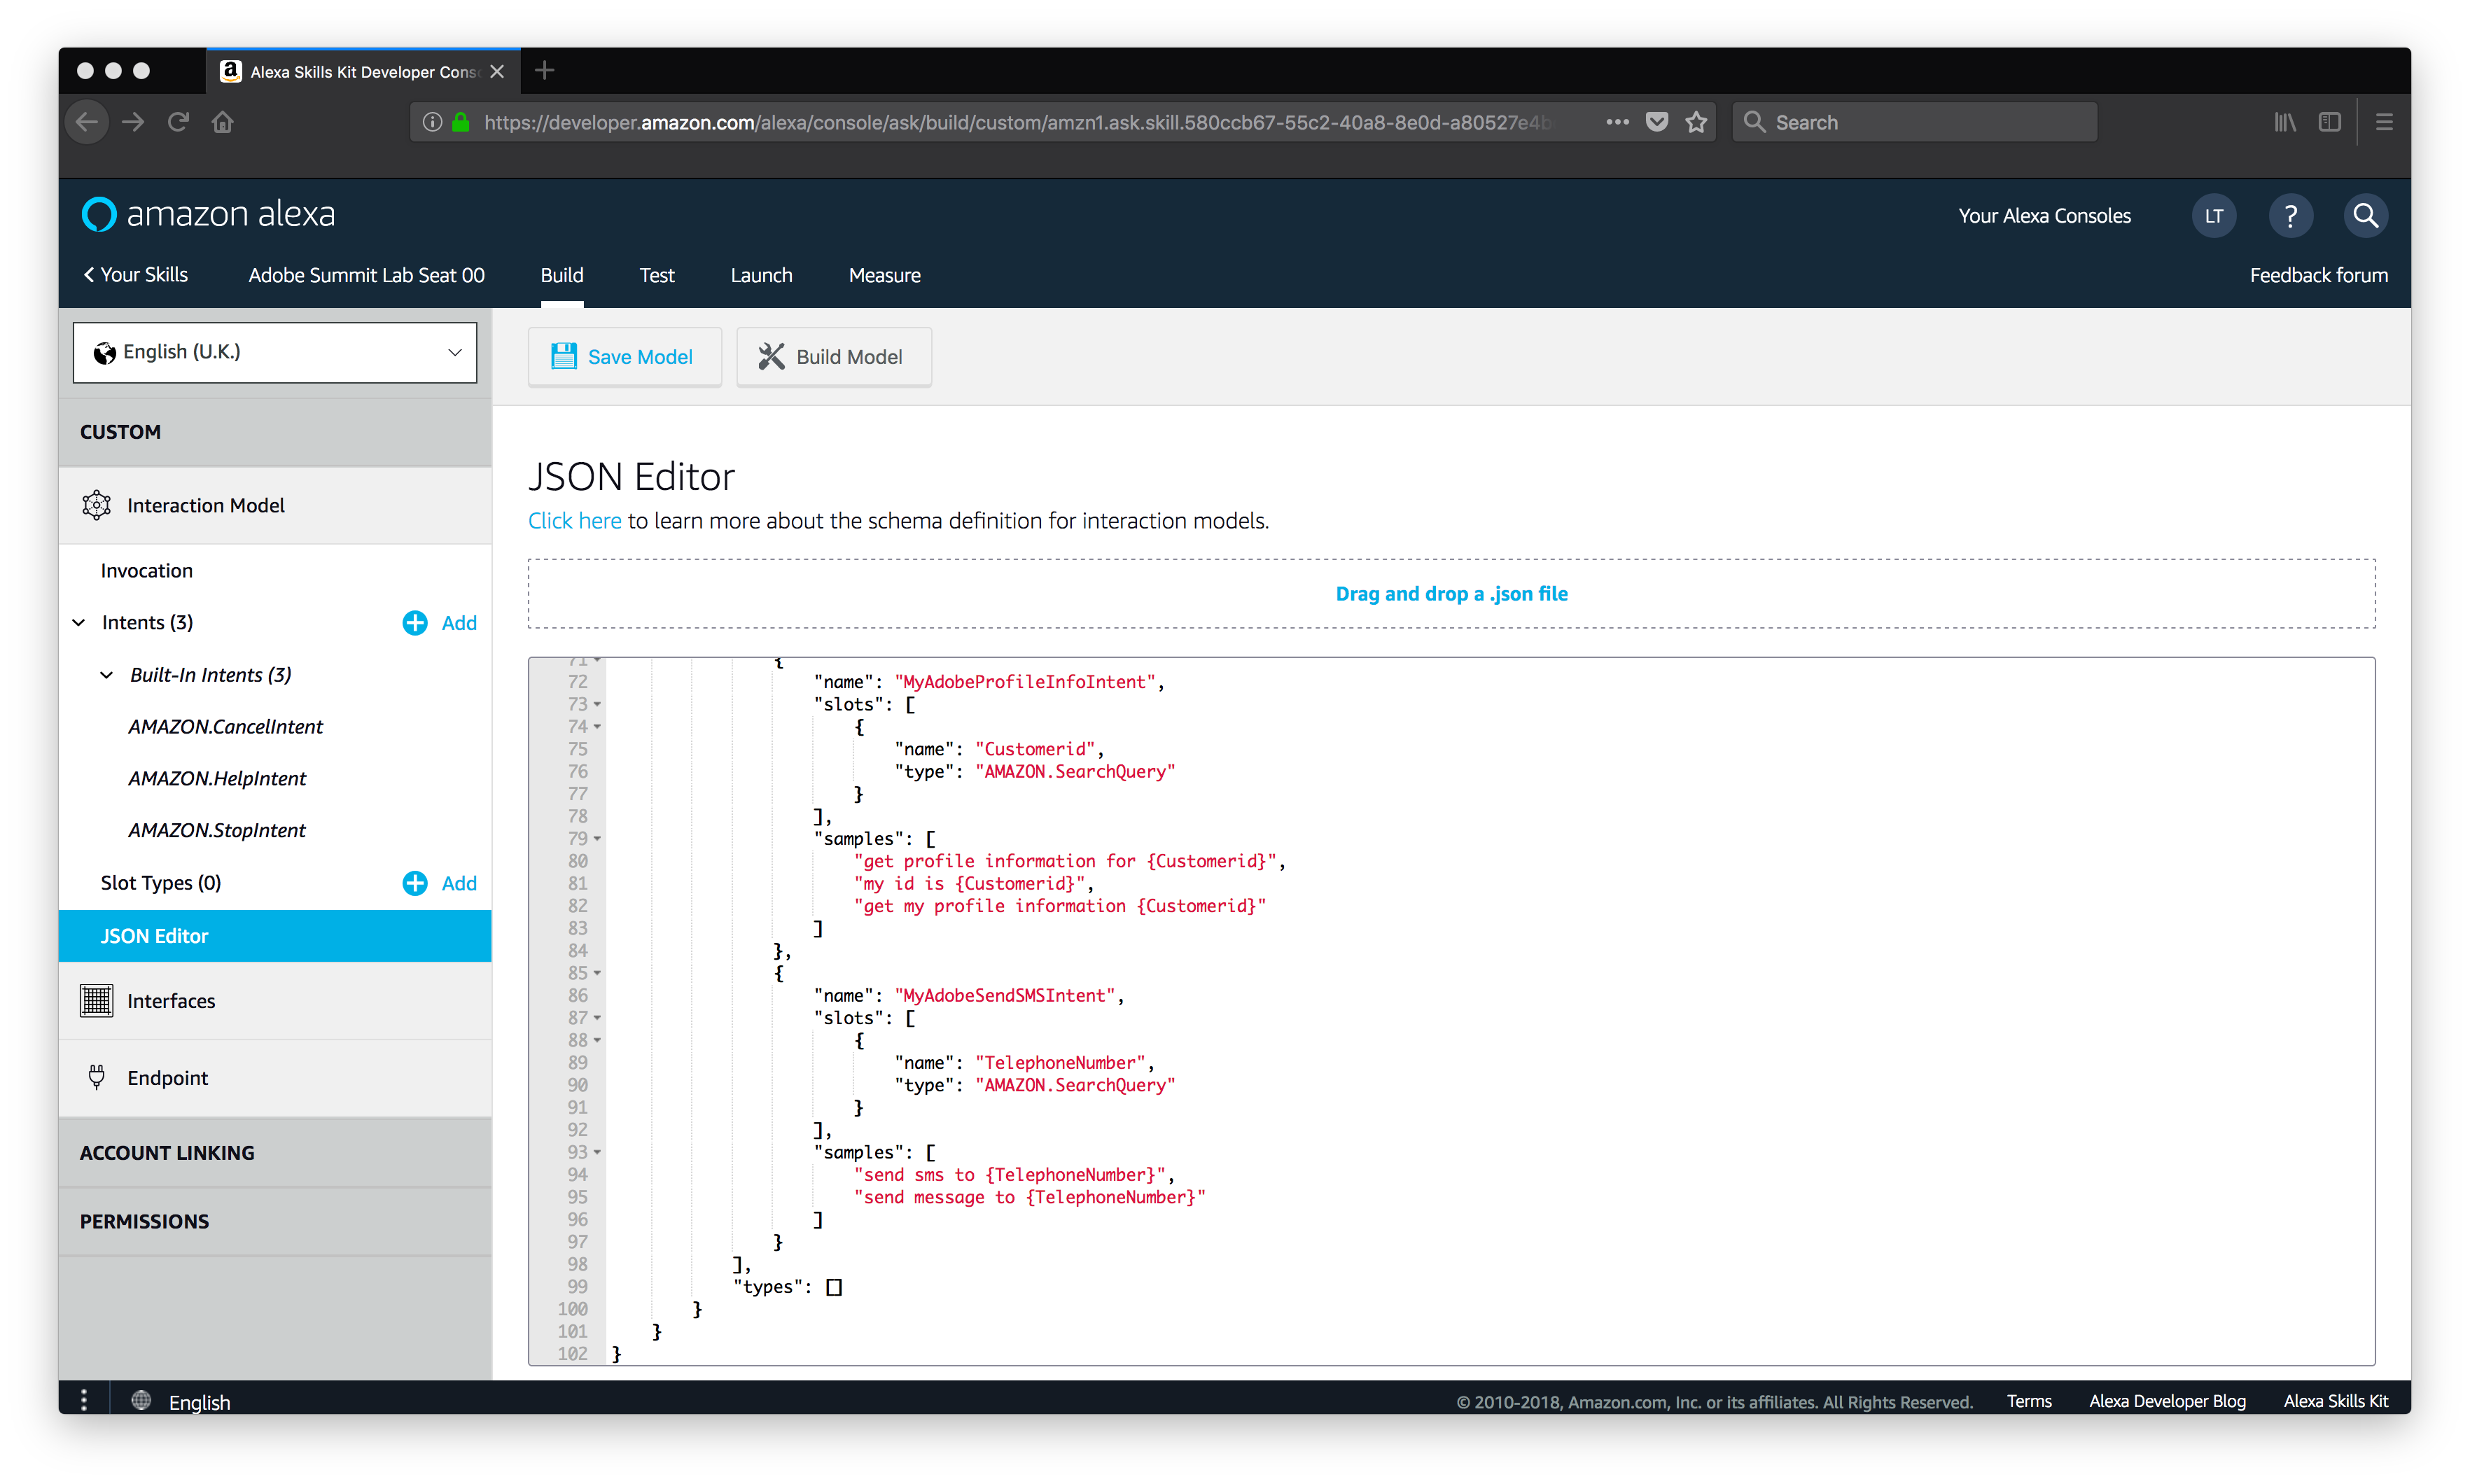 Alexa Skills Kit Developer Cons
https://developer.amazon.com/alexa/console/ask/build/custom/amzn1.ask.skill.580ccb67-55c2-40a8-8e0d-a80527e4b
Search
amazon alexa
Your Alexa Consoles
LT
?
Your Skills
Adobe Summit Lab Seat 00
Build
Test
Launch
Measure
Feedback forum
English (U.K.)
Save Model
Build Model
CUSTOM
Interaction Model
Invocation
Intents (3)
Add
Built-In Intents (3)
AMAZON.CancelIntent
AMAZON.HelpIntent
AMAZON.StopIntent
Slot Types (0)
Add
JSON Editor
Interfaces
Endpoint
ACCOUNT LINKING
PERMISSIONS
JSON Editor
Click here to learn more about the schema definition for interaction models.
Drag and drop a .json file
71 {
72 "name": "MyAdobeProfileInfoIntent",
73 "slots": [
74 {
75 "name": "Customerid",
76 "type": "AMAZON.SearchQuery"
77 }
78 ],
79 "samples": [
80 "get profile information for {Customerid}",
81 "my id is {Customerid}",
82 "get my profile information {Customerid}"
83 ]
84 },
85 {
86 "name": "MyAdobeSendSMSIntent",
87 "slots": [
88 {
89 "name": "TelephoneNumber",
90 "type": "AMAZON.SearchQuery"
91 }
92 ],
93 "samples": [
94 "send sms to {TelephoneNumber}",
95 "send message to {TelephoneNumber}"
96 ]
97 }
98 ],
99 "types": []
100 }
101 }
102 }
English
© 2010-2018, Amazon.com, Inc. or its affiliates. All Rights Reserved.
Terms
Alexa Developer Blog
Alexa Skills Kit